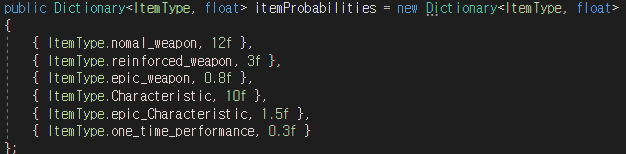 public Dictionary<ItemType, float> itemProbabilities = new Dictionary<ItemType, float>
{
{ ItemType.nomal_weapon, 12f },
{ ItemType.reinforced_weapon, 3f },
{ ItemType.epic_weapon, 0.8f },
{ ItemType.Characteristic, 10f },
{ ItemType.epic_Characteristic, 1.5f },
{ ItemType.one_time_performance, 0.3f }
};